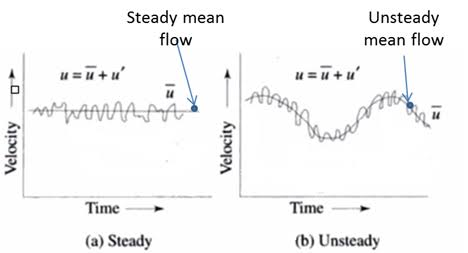 Steady mean
flow
Unsteady
mean flow
u = u̅ + u′
u̅
Velocity
Time
(a) Steady
u = u̅ + u′
u̅
Velocity
Time
(b) Unsteady